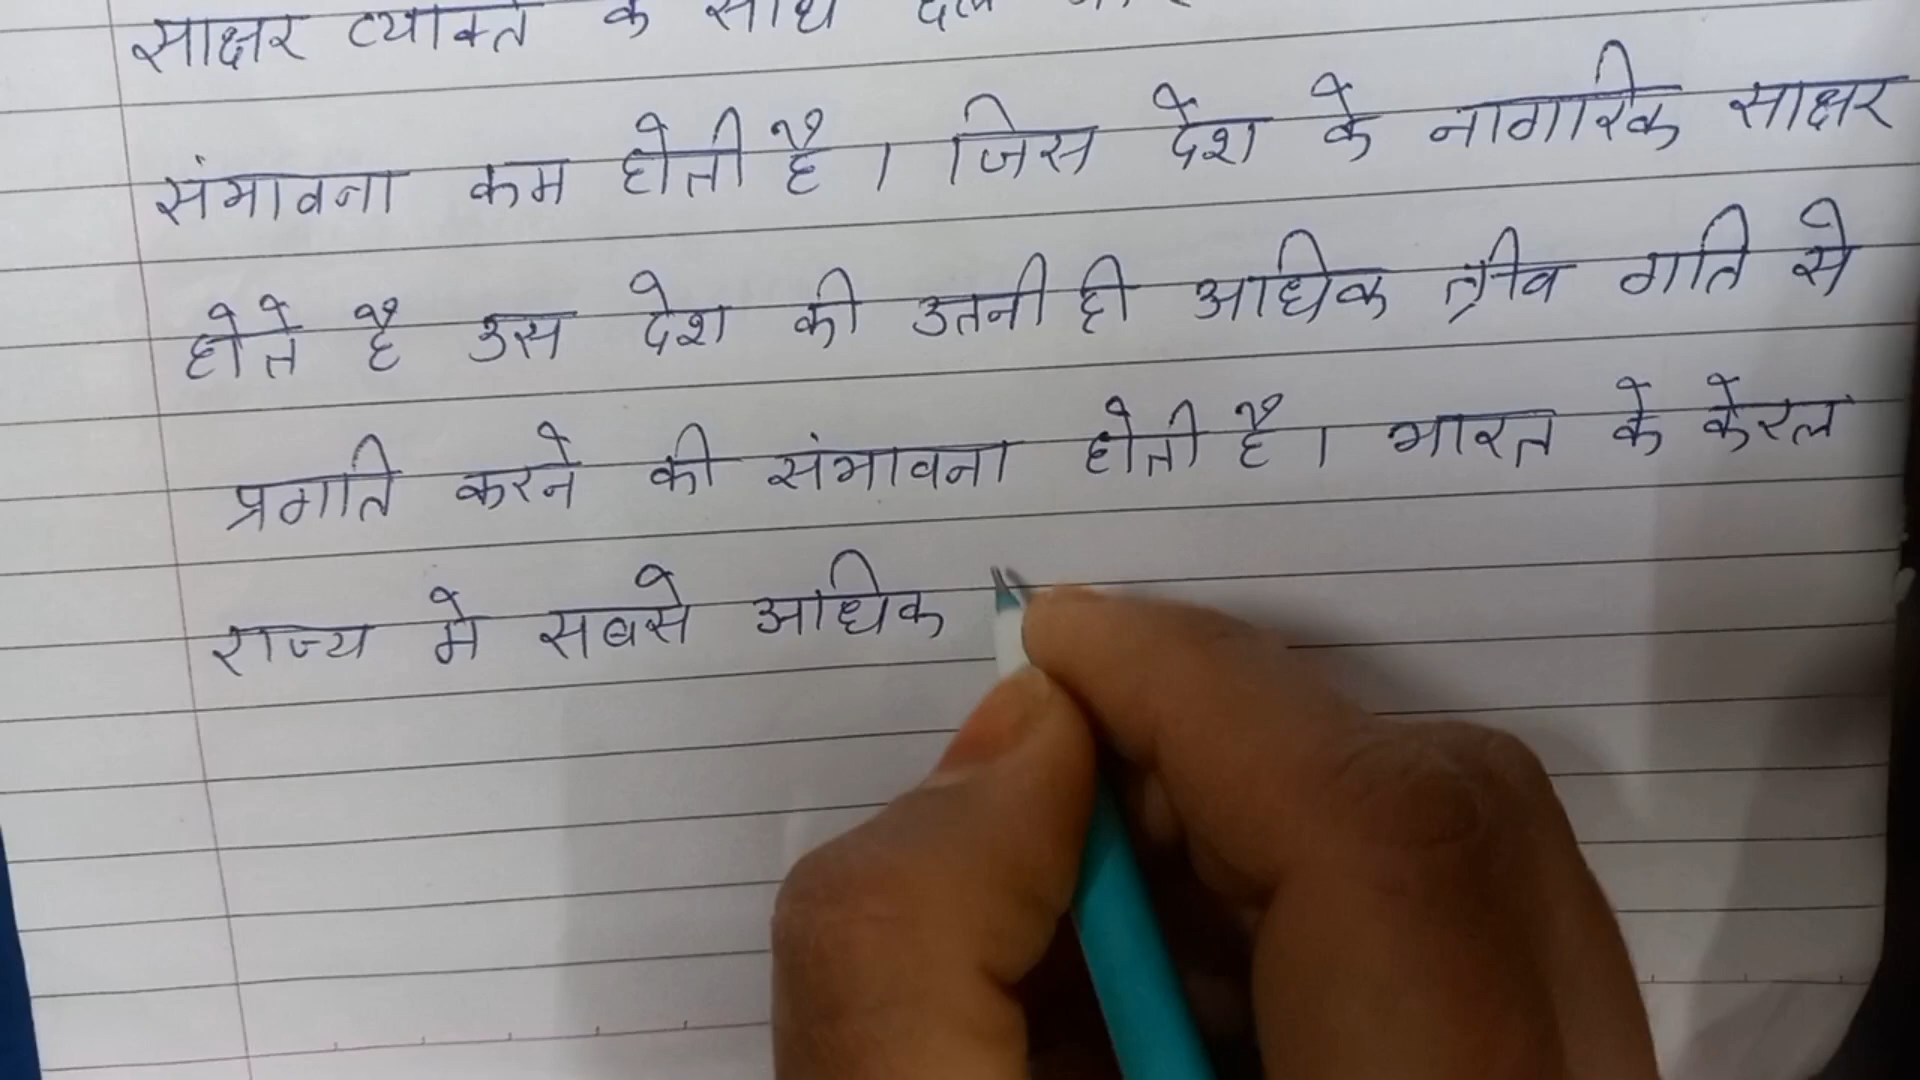 साक्षर व्यक्ति के साथ
संभावना कम होती है । जिस देश के नागरिक साक्षर
होते है उस देश की उतनी ही अधिक त्रीव गति से
प्रगति करने की संभावना होती है । भारत के केरल
राज्य मे सबसे अधिक